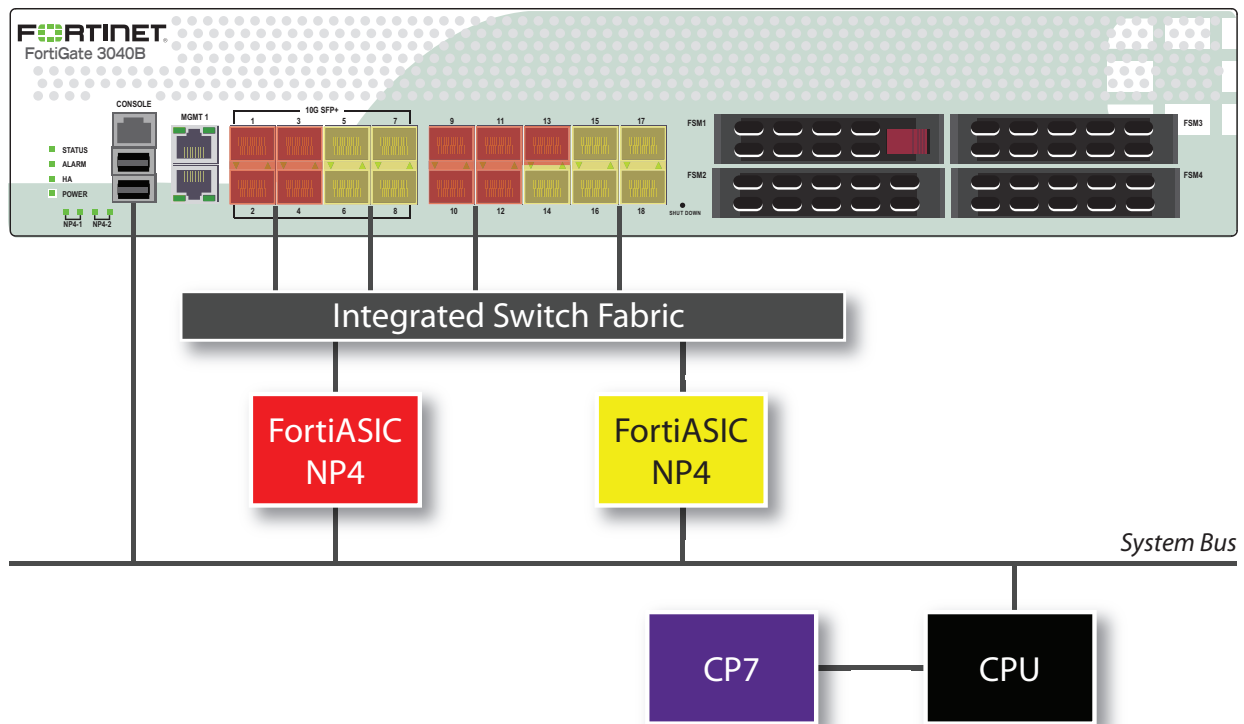 FORTINET
FortiGate 3040B
CONSOLE
MGMT 1
10G SFP+
1 3 5 7
9 11 13 15 17
2 4 6 8
10 12 14 16 18
STATUS
ALARM
HA
POWER
NP4-1 NP4-2
SHUT DOWN
FSM1
FSM3
FSM2
FSM4
Integrated Switch Fabric
FortiASIC
NP4
FortiASIC
NP4
System Bus
CP7
CPU